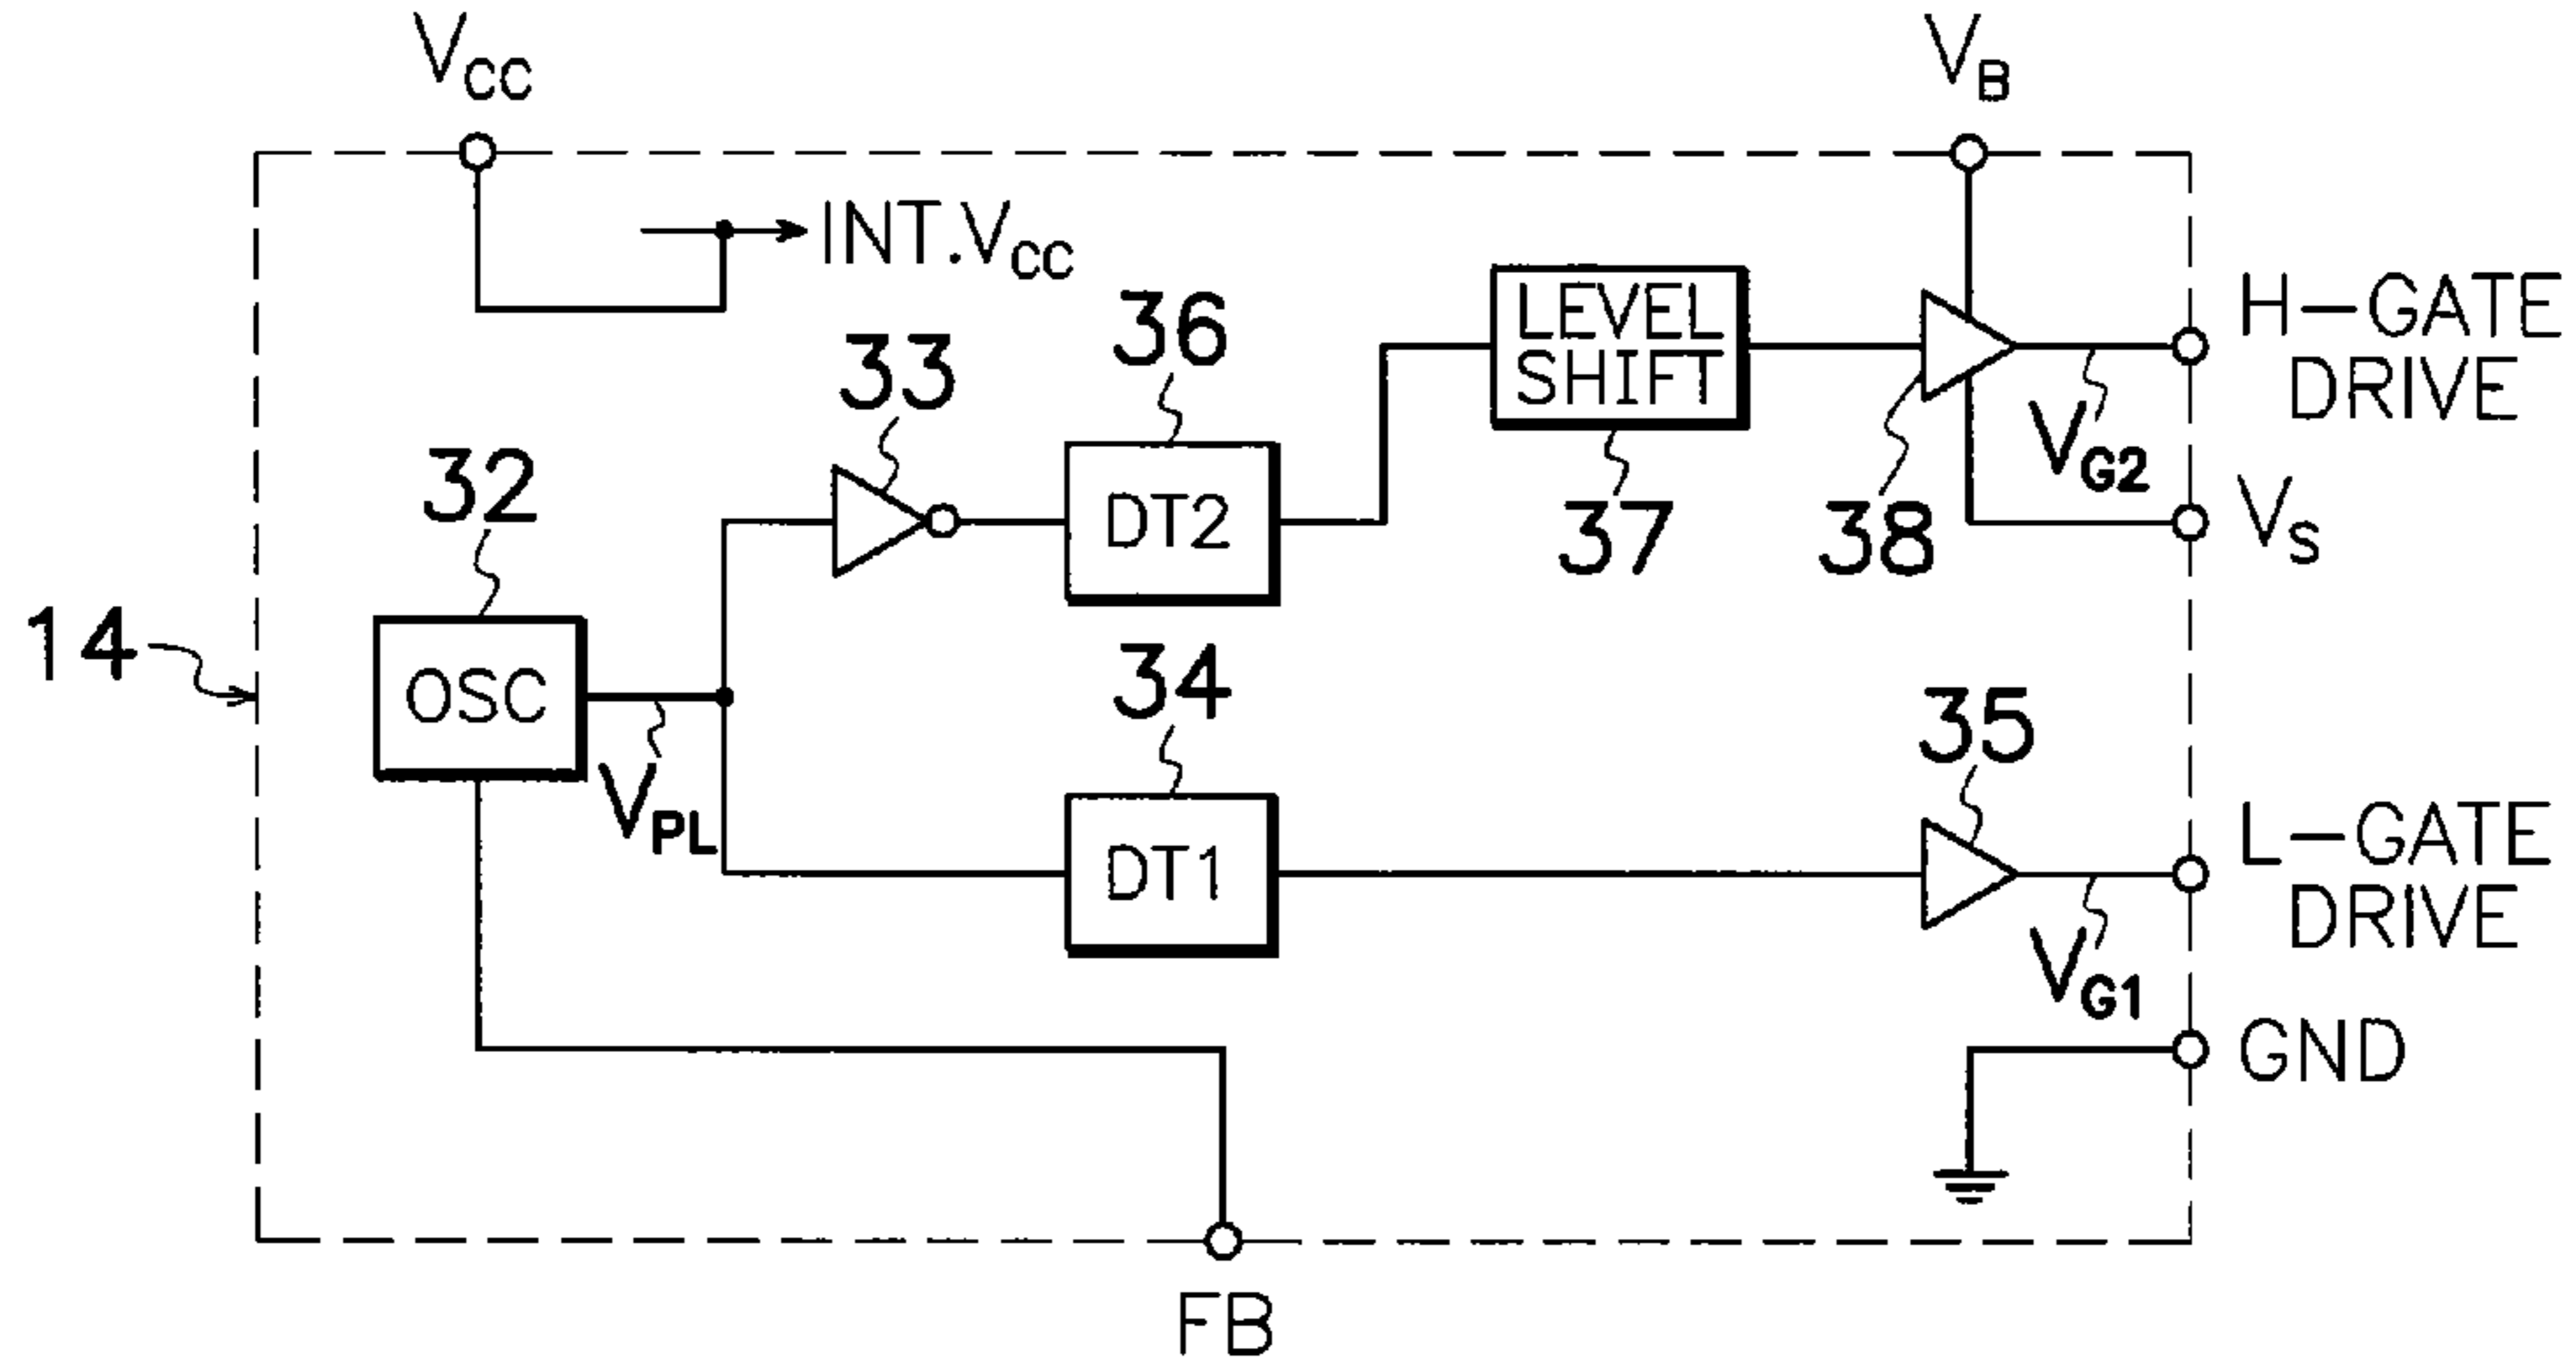 VCC
VB
INT.VCC
36
LEVEL
SHIFT
H-GATE
DRIVE
33
VG2
32
DT2
37
38
VS
14
OSC
34
35
VPL
DT1
L-GATE
DRIVE
VG1
GND
FB